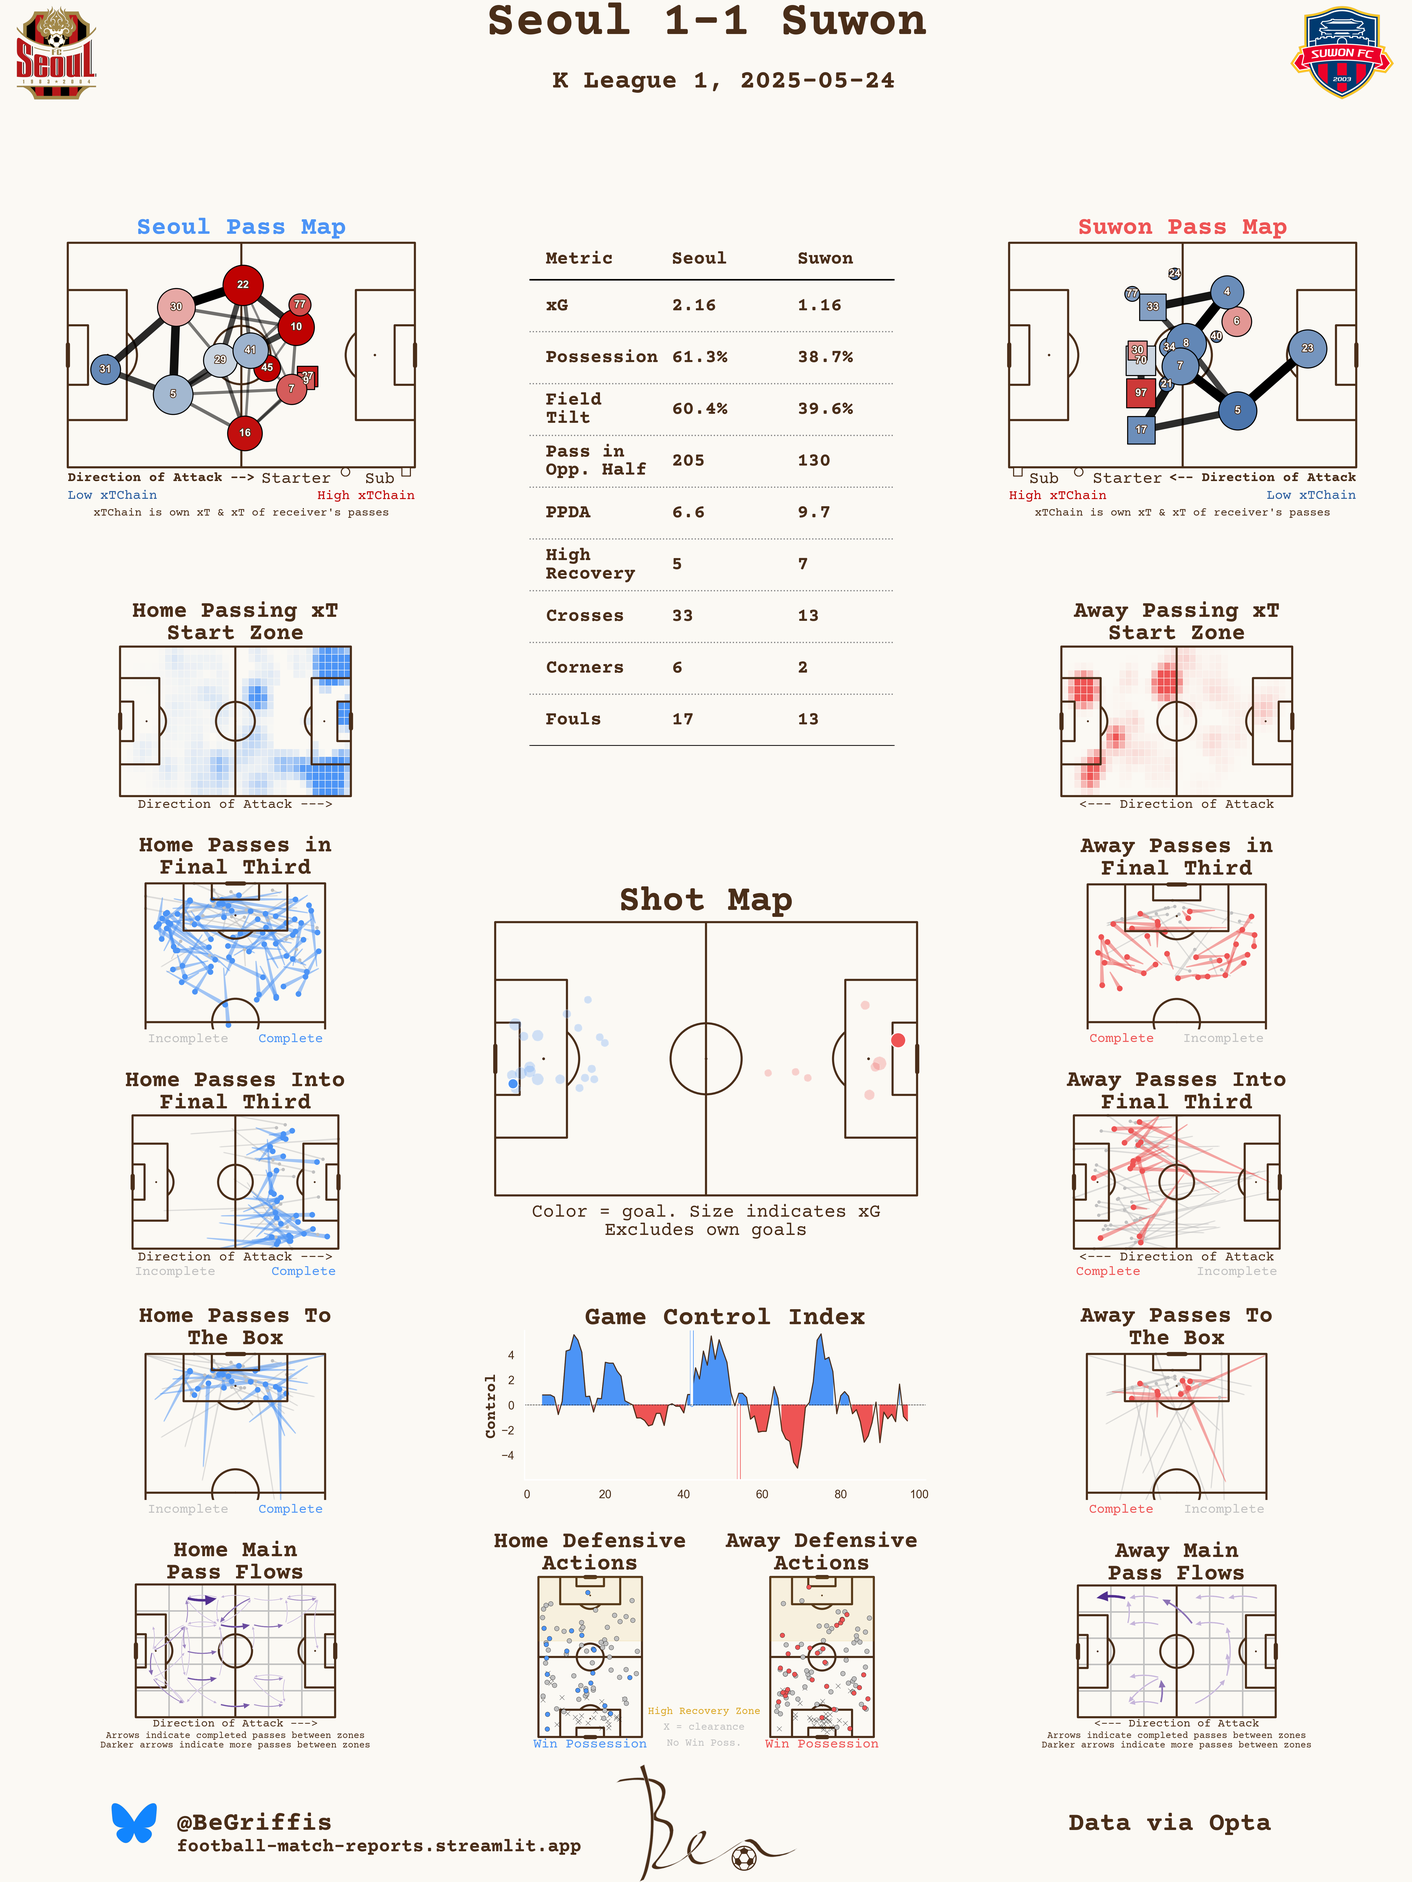 Seoul 1-1 Suwon
K League 1, 2025-05-24
FC
Seoul
SUWON FC
2003
Seoul Pass Map
22
30
77
10
41
29
45
31
27
9
7
5
16
Direction of Attack --> Starter Sub
Low xTChain High xTChain
xTChain is own xT & xT of receiver's passes
Metric Seoul Suwon
xG 2.16 1.16
Possession 61.3% 38.7%
Field
Tilt 60.4% 39.6%
Pass in
Opp. Half 205 130
PPDA 6.6 9.7
High
Recovery 5 7
Crosses 33 13
Corners 6 2
Fouls 17 13
Suwon Pass Map
24
77
4
33
6
40
34
8
23
30
70
7
21
97
5
17
Sub Starter <-- Direction of Attack
High xTChain Low xTChain
xTChain is own xT & xT of receiver's passes
Home Passing xT
Start Zone
Direction of Attack --->
Away Passing xT
Start Zone
<--- Direction of Attack
Home Passes in
Final Third
Incomplete Complete
Away Passes in
Final Third
Complete Incomplete
Shot Map
Color = goal. Size indicates xG
Excludes own goals
Home Passes Into
Final Third
Direction of Attack --->
Incomplete Complete
Away Passes Into
Final Third
<--- Direction of Attack
Complete Incomplete
Home Passes To
The Box
Incomplete Complete
Game Control Index
Control
4
2
0
−2
−4
0 20 40 60 80 100
Away Passes To
The Box
Complete Incomplete
Home Main
Pass Flows
Direction of Attack --->
Arrows indicate completed passes between zones
Darker arrows indicate more passes between zones
Home Defensive
Actions
Win Possession
High Recovery Zone
X = clearance
No Win Poss.
Away Defensive
Actions
Win Possession
Away Main
Pass Flows
<--- Direction of Attack
Arrows indicate completed passes between zones
Darker arrows indicate more passes between zones
@BeGriffis
football-match-reports.streamlit.app
Ben
Data via Opta